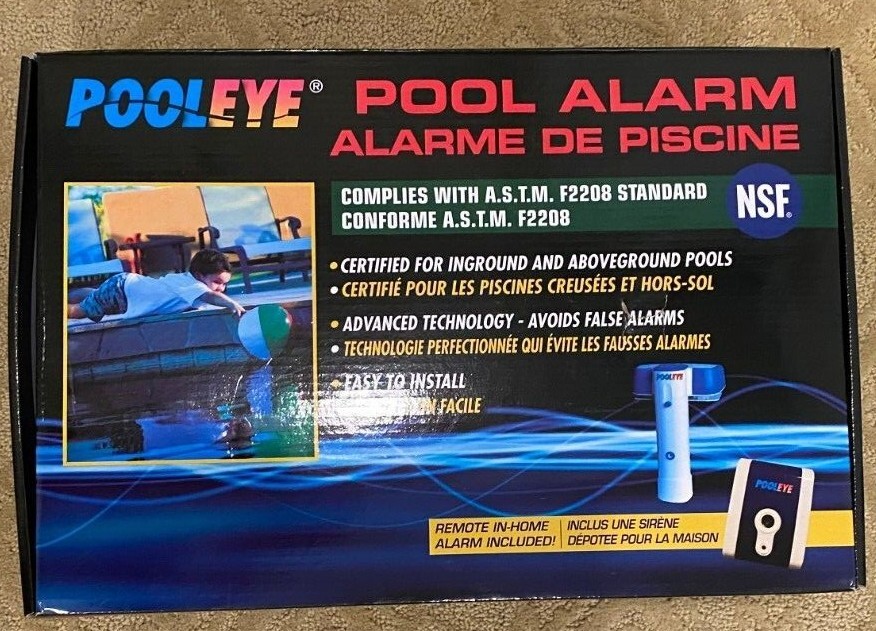 POOLEYE®
POOL ALARM
ALARME DE PISCINE
COMPLIES WITH A.S.T.M. F2208 STANDARD
CONFORME A.S.T.M. F2208
NSF®
• CERTIFIED FOR INGROUND AND ABOVEGROUND POOLS
• CERTIFIÉ POUR LES PISCINES CREUSÉES ET HORS-SOL
• ADVANCED TECHNOLOGY - AVOIDS FALSE ALARMS
• TECHNOLOGIE PERFECTIONNÉE QUI ÉVITE LES FAUSSES ALARMES
• EASY TO INSTALL
FACILE
POOLEYE
POOLEYE
REMOTE IN-HOME
ALARM INCLUDED!
INCLUS UNE SIRÈNE
DÉPOTEE POUR LA MAISON